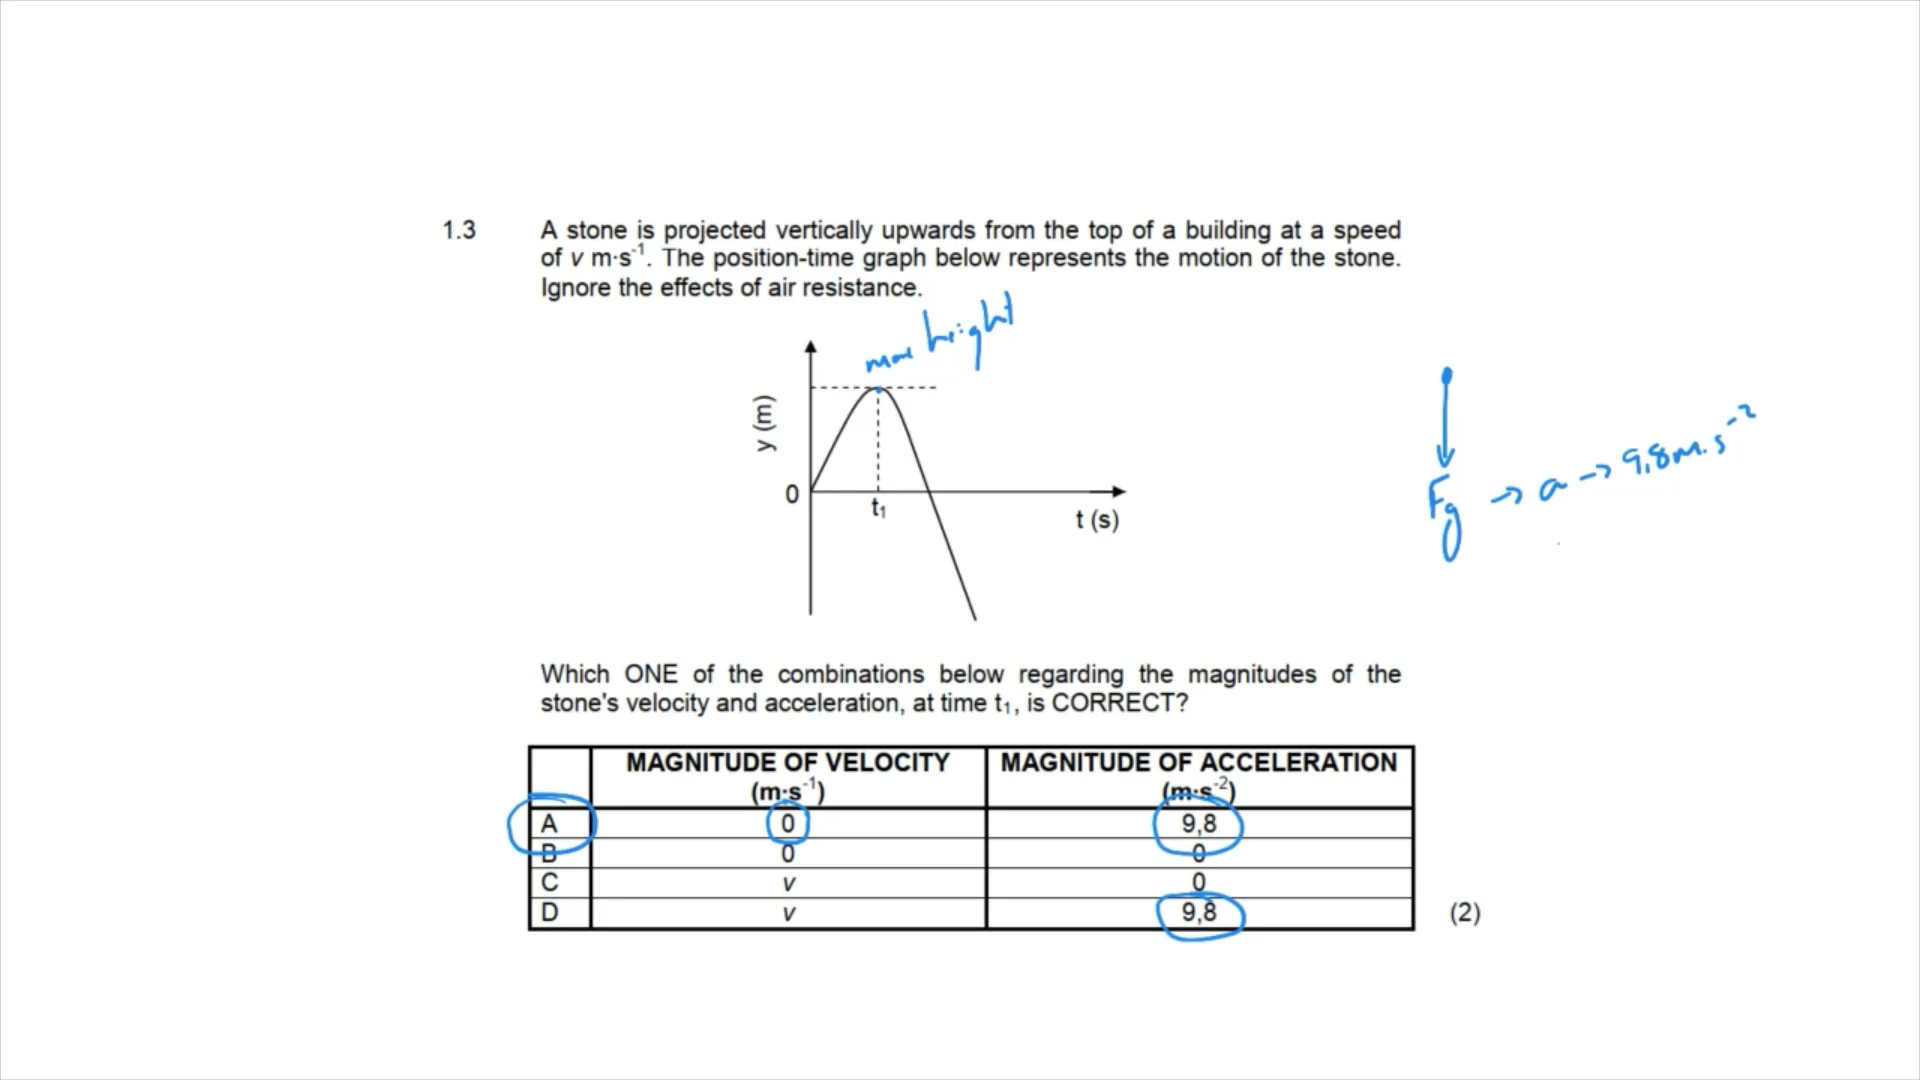 1.3 A stone is projected vertically upwards from the top of a building at a speed
of v m·s⁻¹. The position-time graph below represents the motion of the stone.
Ignore the effects of air resistance.
max height
y (m)
0
t₁
t (s)
Fg → a → 9,8m.s⁻²
Which ONE of the combinations below regarding the magnitudes of the
stone's velocity and acceleration, at time t₁, is CORRECT?
MAGNITUDE OF VELOCITY MAGNITUDE OF ACCELERATION
(m·s⁻¹) (m·s⁻²)
A 0 9,8
B 0 0
C v 0
D v 9,8 (2)